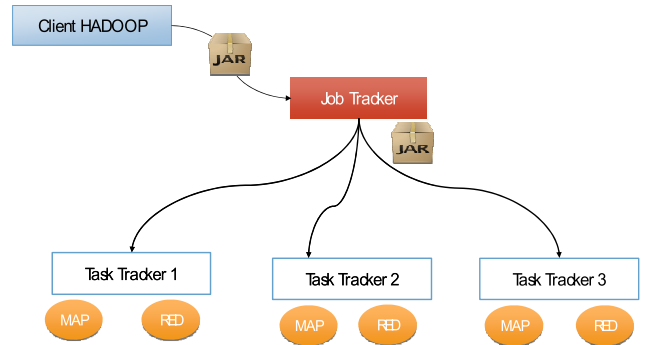 Client HADOOP
JAR
Job Tracker
JAR
Task Tracker 1
Task Tracker 2
Task Tracker 3
MAP
RED
MAP
RED
MAP
RED